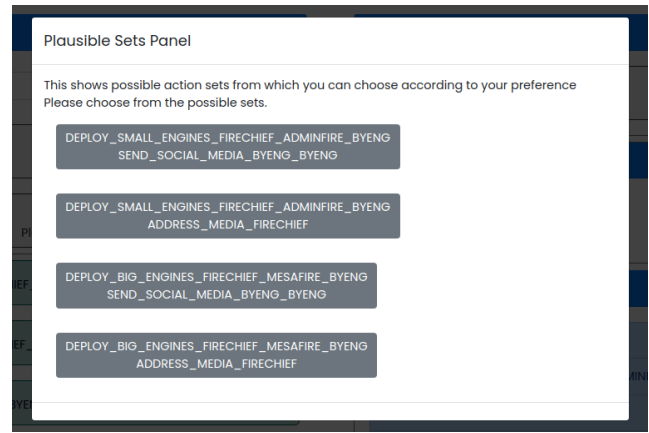 Plausible Sets Panel
This shows possible action sets from which you can choose according to your preference
Please choose from the possible sets.
DEPLOY_SMALL_ENGINES_FIRECHIEF_ADMINFIRE_BYENG
SEND_SOCIAL_MEDIA_BYENG_BYENG
DEPLOY_SMALL_ENGINES_FIRECHIEF_ADMINFIRE_BYENG
ADDRESS_MEDIA_FIRECHIEF
DEPLOY_BIG_ENGINES_FIRECHIEF_MESAFIRE_BYENG
SEND_SOCIAL_MEDIA_BYENG_BYENG
DEPLOY_BIG_ENGINES_FIRECHIEF_MESAFIRE_BYENG
ADDRESS_MEDIA_FIRECHIEF